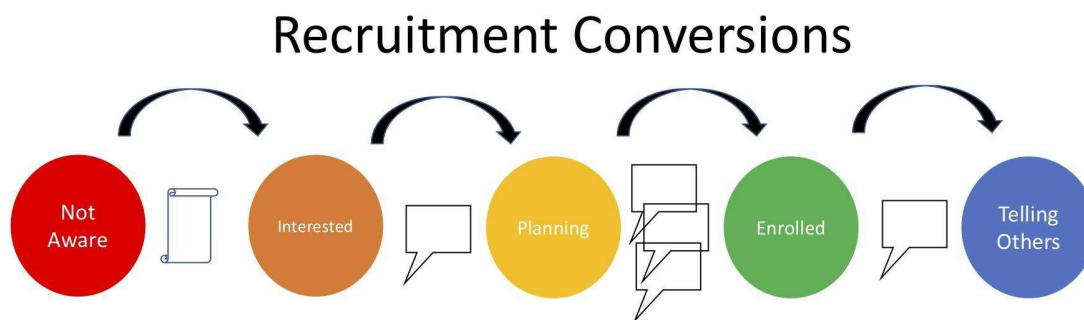 Recruitment Conversions
Not
Aware
Interested
Planning
Enrolled
Telling
Others